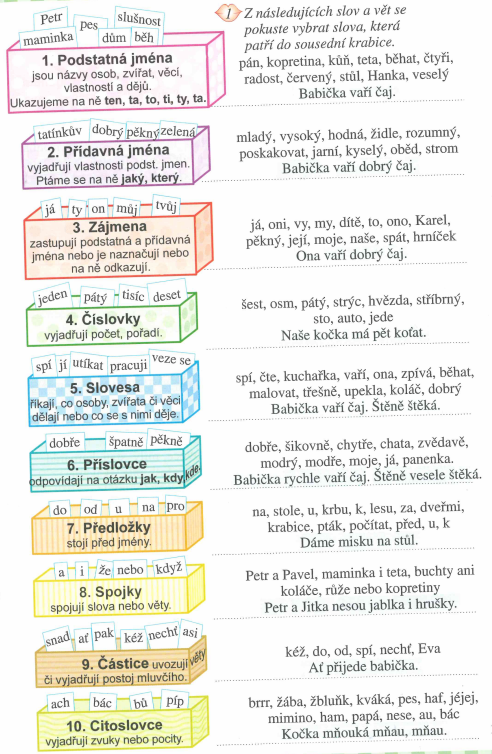 Petr
pes
slušnost
maminka
dům
běh
1. Podstatná jména
jsou názvy osob, zvířat, věcí,
vlastností a dějů.
Ukazujeme na ně ten, ta, to, ti, ty, ta.
1 Z následujících slov a vět se
pokuste vybrat slova, která
patří do sousední krabice.
pán, kopretina, kůň, teta, běhat, čtyři,
radost, červený, stůl, Hanka, veselý
Babička vaří čaj.
tatínkův dobrý pěkný zelená
2. Přídavná jména
vyjadřují vlastnosti podst. jmen.
Ptáme se na ně jaký, který.
mladý, vysoký, hodná, židle, rozumný,
poskakovat, jarní, kyselý, oběd, strom
Babička vaří dobrý čaj.
já ty on můj tvůj
3. Zájmena
zastupují podstatná a přídavná
jména nebo je naznačují nebo
na ně odkazují.
já, oni, vy, my, dítě, to, ono, Karel,
pěkný, její, moje, naše, spát, hrníček
Ona vaří dobrý čaj.
jeden pátý tisíc deset
4. Číslovky
vyjadřují počet, pořadí.
šest, osm, pátý, strýc, hvězda, stříbrný,
sto, auto, jede
Naše kočka má pět koťat.
spí jí utíkat pracuji veze se
5. Slovesa
říkají, co osoby, zvířata či věci
dělají nebo co se s nimi děje.
spí, čte, kuchařka, vaří, ona, zpívá, běhat,
malovat, třešně, upekla, koláč, dobrý
Babička vaří čaj. Štěně štěká.
dobře špatně pěkně
6. Příslovce
odpovídají na otázku jak, kdy, kde.
dobře, šikovně, chytře, chata, zvědavě,
modrý, modře, moje, já, panenka.
Babička rychle vaří čaj. Štěně vesele štěká.
do od u na pro
7. Předložky
stojí před jmény.
na, stole, u, krbu, k, lesu, za, dveřmi,
krabice, pták, počítat, před, u, k
Dáme misku na stůl.
a i že nebo když
8. Spojky
spojují slova nebo věty.
Petr a Pavel, maminka i teta, buchty ani
koláče, růže nebo kopretiny
Petr a Jitka nesou jablka i hrušky.
snad ať pak kéž nechť asi
9. Částice uvozují věty
či vyjadřují postoj mluvčího.
kéž, do, od, spí, nechť, Eva
Ať přijede babička.
ach bác bů píp
10. Citoslovce
vyjadřují zvuky nebo pocity.
brrr, žába, žbluňk, kváká, pes, haf, jéjej,
mimino, ham, papá, nese, au, bác
Kočka mňouká mňau, mňau.